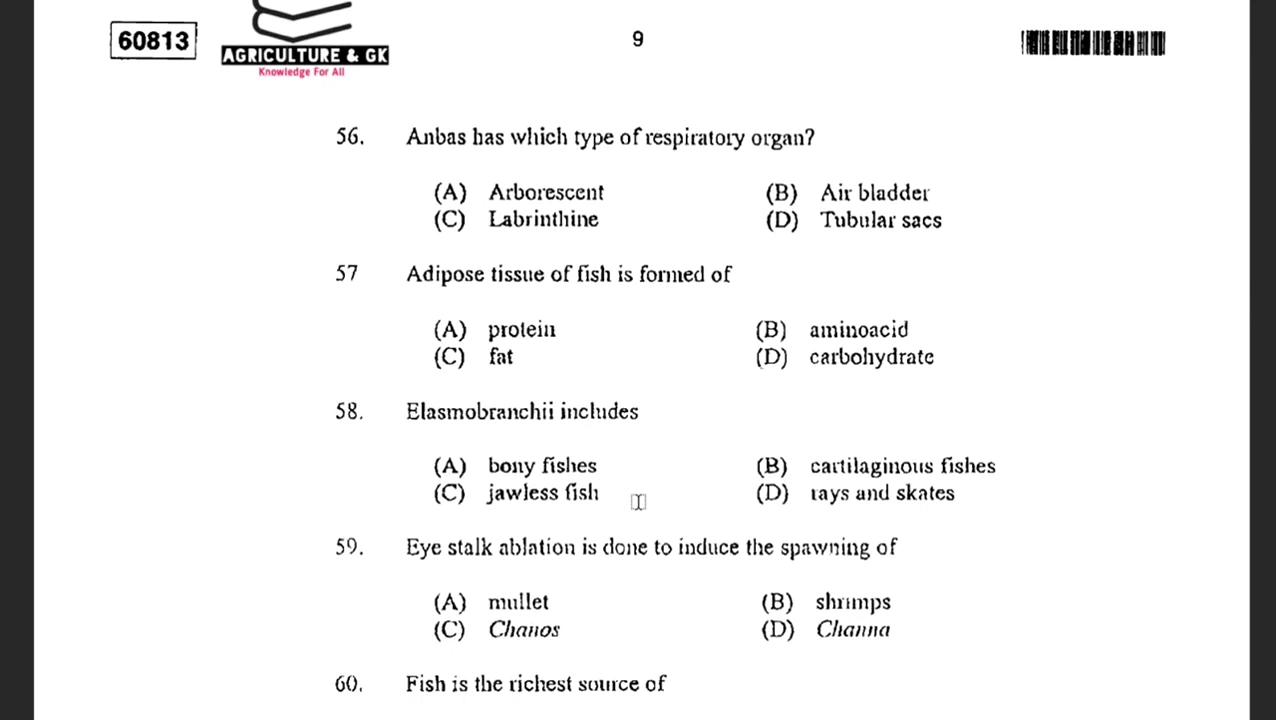 60813
AGRICULTURE & GK
Knowledge For All
9
56. Anbas has which type of respiratory organ?
(A) Arborescent (B) Air bladder
(C) Labrinthine (D) Tubular sacs
57 Adipose tissue of fish is formed of
(A) protein (B) aminoacid
(C) fat (D) carbohydrate
58. Elasmobranchii includes
(A) bony fishes (B) cartilaginous fishes
(C) jawless fish (D) rays and skates
59. Eye stalk ablation is done to induce the spawning of
(A) mullet (B) shrimps
(C) Chanos (D) Channa
60. Fish is the richest source of